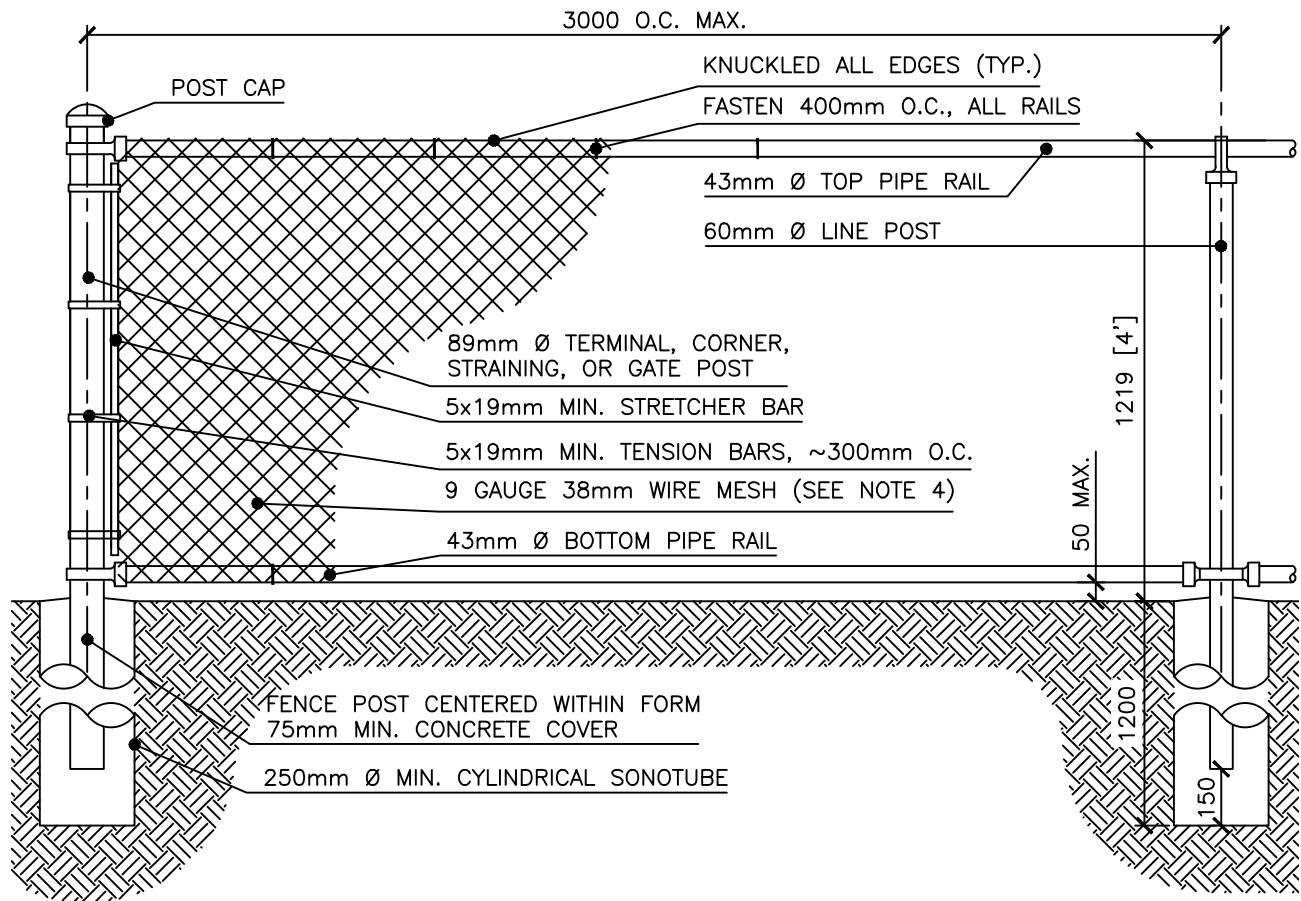 3000 O.C. MAX.
KNUCKLED ALL EDGES (TYP.)
POST CAP
FASTEN 400mm O.C., ALL RAILS
43mm Ø TOP PIPE RAIL
60mm Ø LINE POST
89mm Ø TERMINAL, CORNER,
STRAINING, OR GATE POST
1219 [4']
5x19mm MIN. STRETCHER BAR
5x19mm MIN. TENSION BARS, ~300mm O.C.
9 GAUGE 38mm WIRE MESH (SEE NOTE 4)
50 MAX.
43mm Ø BOTTOM PIPE RAIL
FENCE POST CENTERED WITHIN FORM
75mm MIN. CONCRETE COVER
1200
250mm Ø MIN. CYLINDRICAL SONOTUBE
150